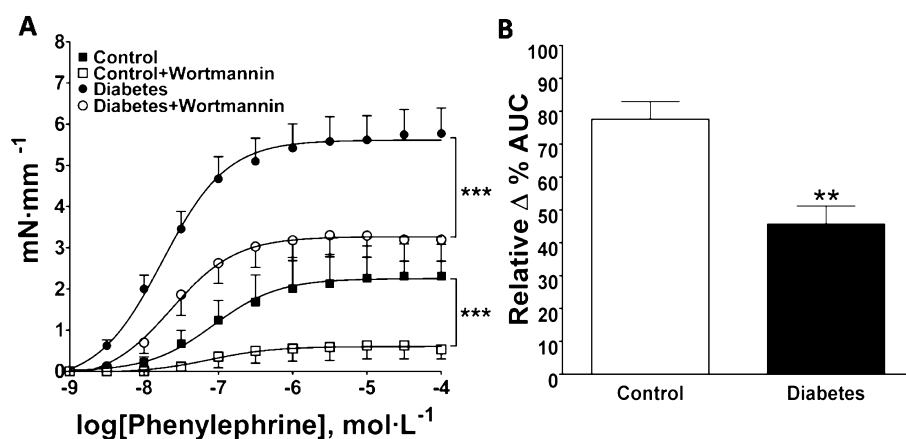 A
8
7
6
5
4
3
2
1
0
mN·mm⁻¹
Control
Control+Wortmannin
Diabetes
Diabetes+Wortmannin
***
***
-9 -8 -7 -6 -5 -4
log[Phenylephrine], mol·L⁻¹
B
100
90
80
70
60
50
40
30
20
10
0
Relative Δ % AUC
**
Control Diabetes